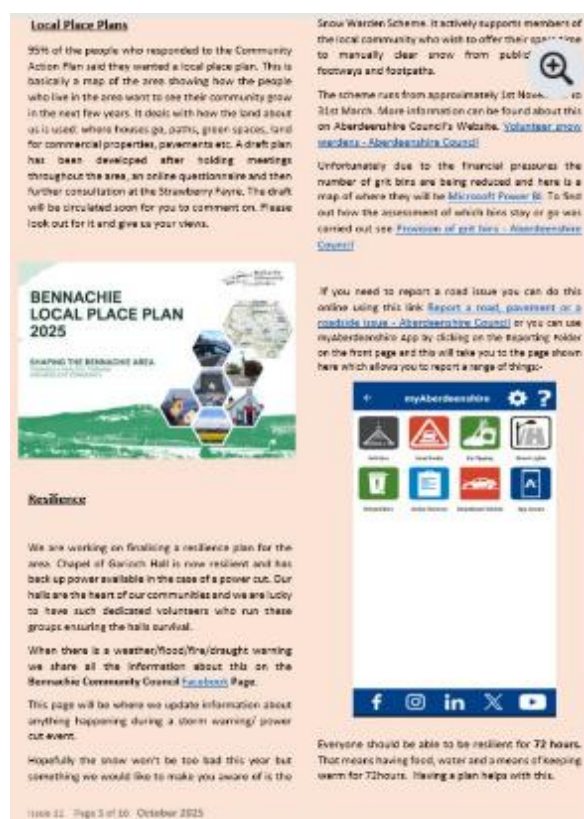 Local Place Plans
95% of the people who responded to the Community
Action Plan said they wanted a local place plan. This is
basically a map of the area showing how the people
who live in the area want to see their community grow
in the next few years. It deals with how the land about
us is used: where houses go, paths, green spaces, land
for commercial properties, pavements etc. A draft plan
has been developed after holding meetings
throughout the area, an online questionnaire and then
further consultation at the Strawberry Fayre. The draft
will be circulated soon for you to comment on. Please
look out for it and give us your views.
BENNACHIE
LOCAL PLACE PLAN
2025
SHAPING THE BENNACHIE AREA
Resilience
We are working on finalising a resilience plan for the
area. Chapel of Garioch Hall is now resilient and has
back up power available in the case of a power cut. Our
halls are the heart of our communities and we are lucky
to have such dedicated volunteers who run these
groups ensuring the halls survival.
When there is a weather/flood/fire/draught warning
we share all the information about this on the
Bennachie Community Council Facebook Page.
This page will be where we update information about
anything happening during a storm warning/ power
cut event.
Hopefully the snow won't be too bad this year but
something we would like to make you aware of is the
Snow Warden Scheme. It actively supports members of
the local community who wish to offer their spare time
to manually clear snow from public
footways and footpaths.
The scheme runs from approximately 1st to
31st March. More information can be found about this
on Aberdeenshire Council's Website. Volunteer snow
wardens - Aberdeenshire Council
Unfortunately due to the financial pressures the
number of grit bins are being reduced and here is a
map of where they will be Microsoft Power BI. To find
out how the assessment of which bins stay or go was
carried out see Provision of grit bins - Aberdeenshire
Council
If you need to report a road issue you can do this
online using this link Report a road, pavement or a
roadside issue - Aberdeenshire Council or you can use
myAberdeenshire App by clicking on the Reporting Folder
on the front page and this will take you to the page shown
here which allows you to report a range of things:-
myAberdeenshire
Fly Tipping
Street Lights
Everyone should be able to be resilient for 72 hours.
That means having food, water and a means of keeping
warm for 72hours. Having a plan helps with this.
Issue 11 Page 5 of 16 October 2025